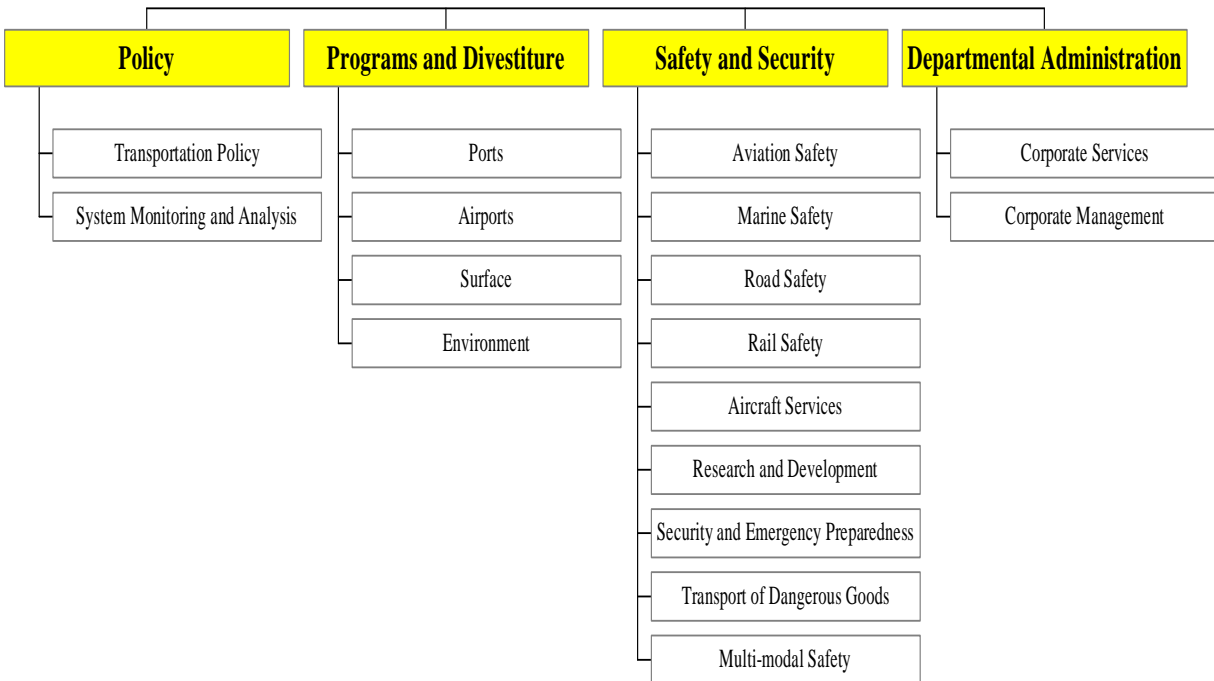 Policy
Programs and Divestiture
Safety and Security
Departmental Administration
Transportation Policy
System Monitoring and Analysis
Ports
Airports
Surface
Environment
Aviation Safety
Marine Safety
Road Safety
Rail Safety
Aircraft Services
Research and Development
Security and Emergency Preparedness
Transport of Dangerous Goods
Multi-modal Safety
Corporate Services
Corporate Management